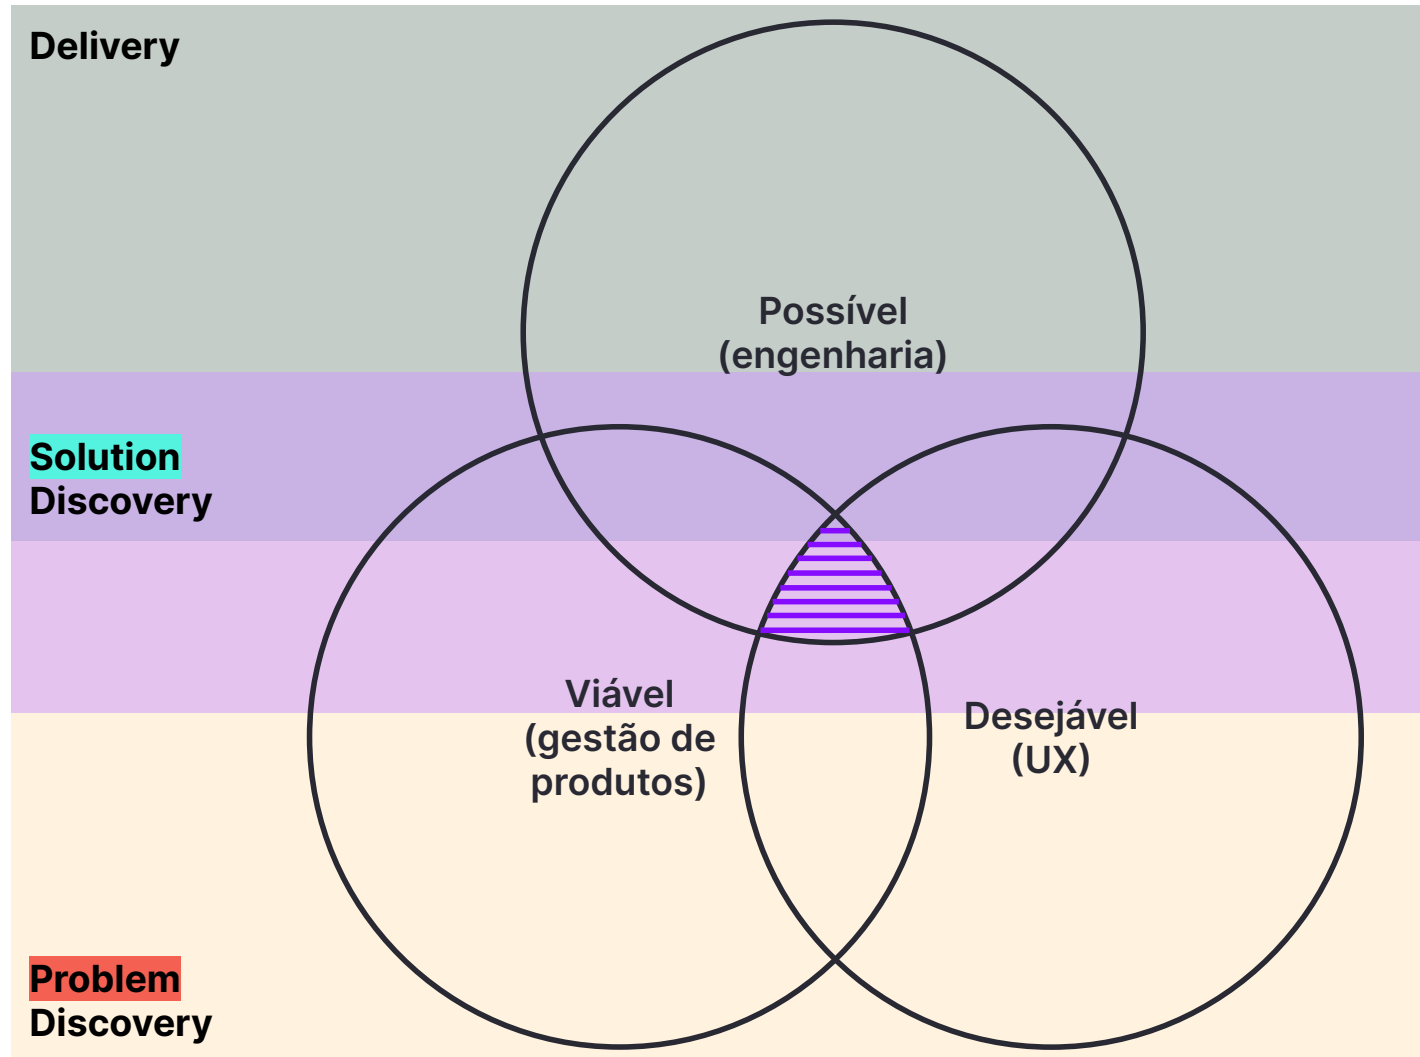 Delivery
Possível
(engenharia)
Solution
Discovery
Viável
(gestão de
produtos)
Desejável
(UX)
Problem
Discovery